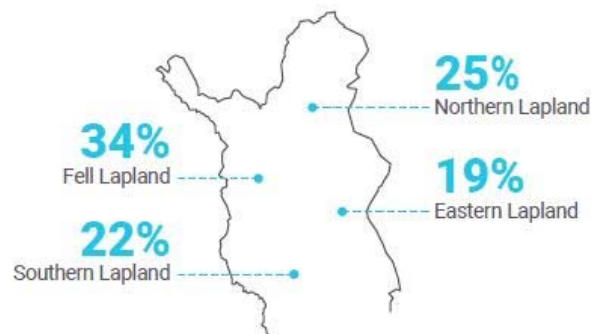 25%
Northern Lapland
34%
Fell Lapland
19%
Eastern Lapland
22%
Southern Lapland